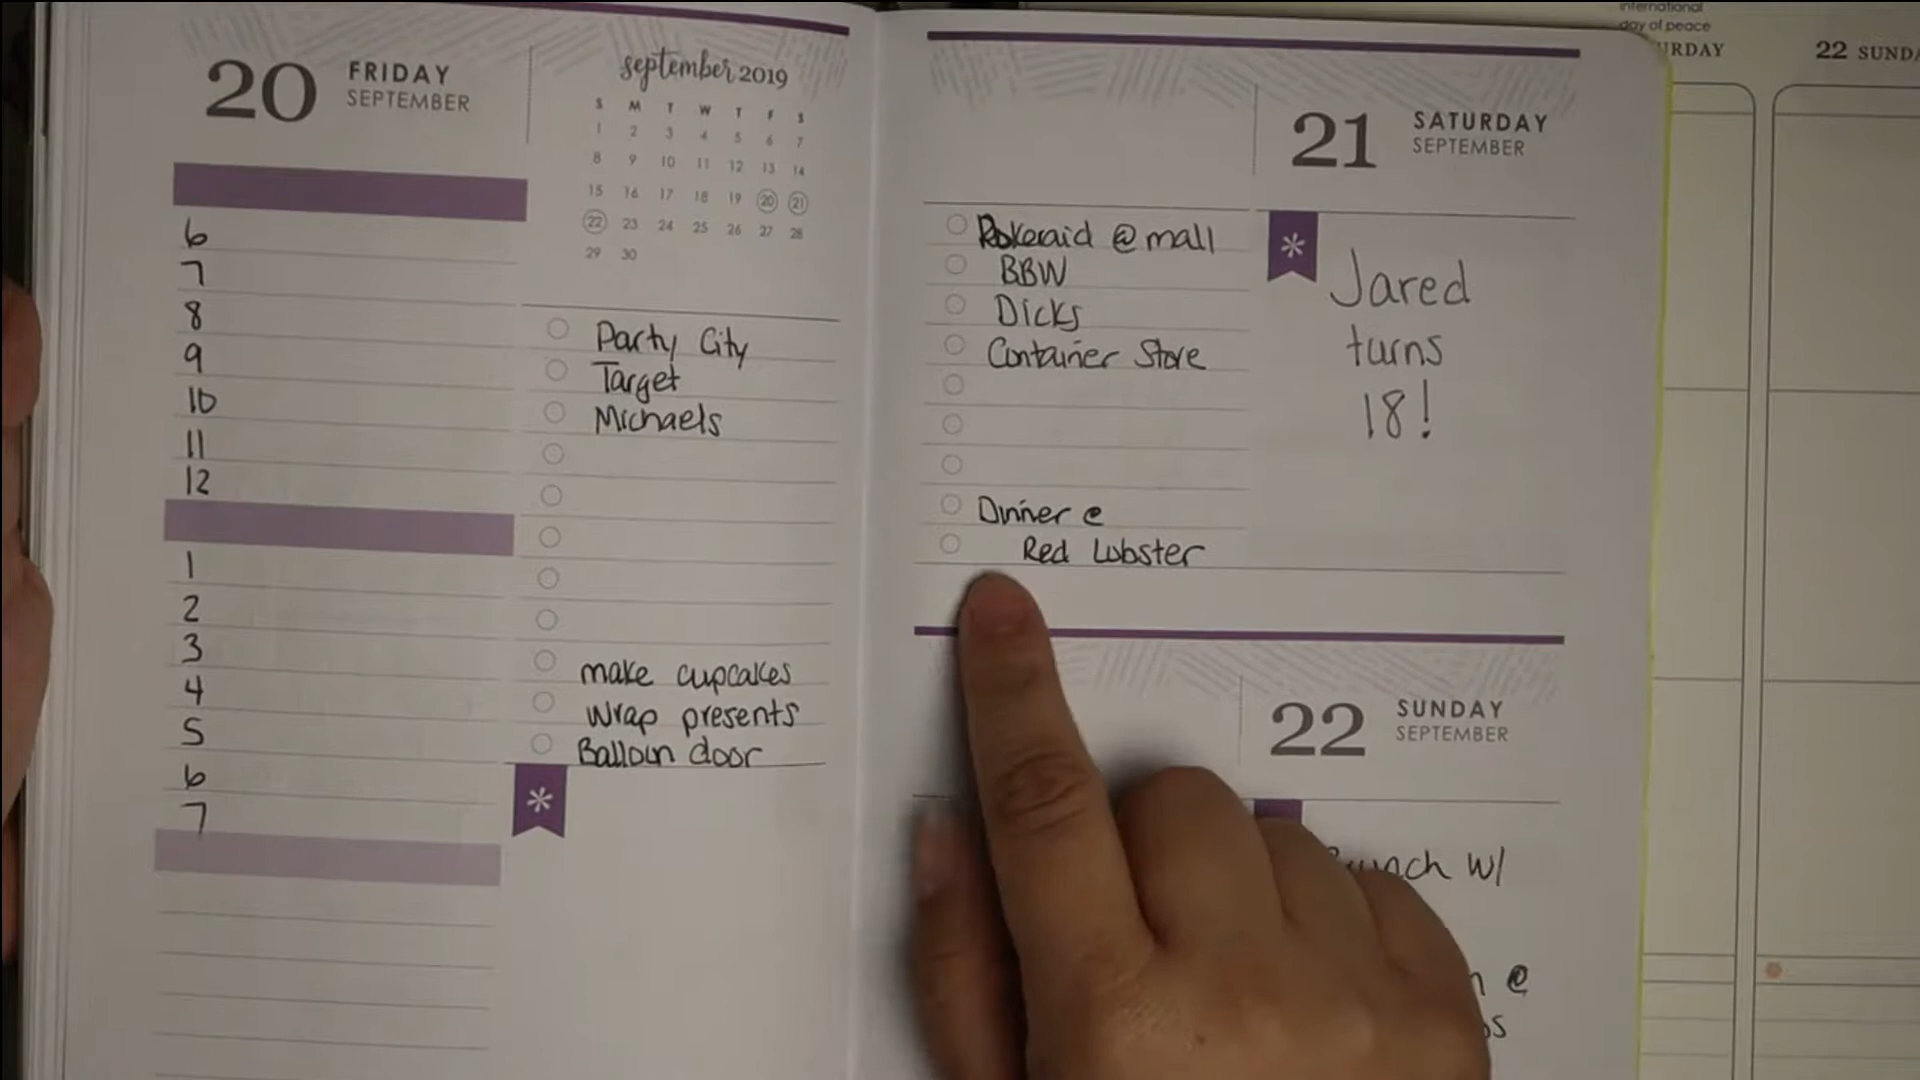 20 FRIDAY
SEPTEMBER
september 2019
S M T W T F S
1 2 3 4 5 6 7
8 9 10 11 12 13 14
15 16 17 18 19 20 21
22 23 24 25 26 27 28
29 30
6
7
8
9
10
11
12
1
2
3
4
5
6
7
Party City
Target
Michaels
make cupcakes
Wrap presents
Balloon door
*
21 SATURDAY
SEPTEMBER
@ mall
BBW
Dicks
Container Store
Dinner @
Red Lobster
*
Jared
turns
18!
22 SUNDAY
SEPTEMBER
w/
@
international
day of peace
22